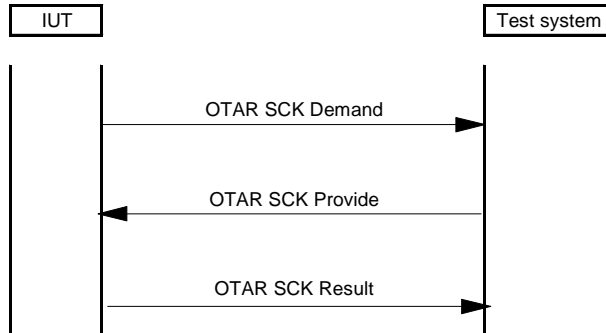 IUT
Test system
OTAR SCK Demand
OTAR SCK Provide
OTAR SCK Result